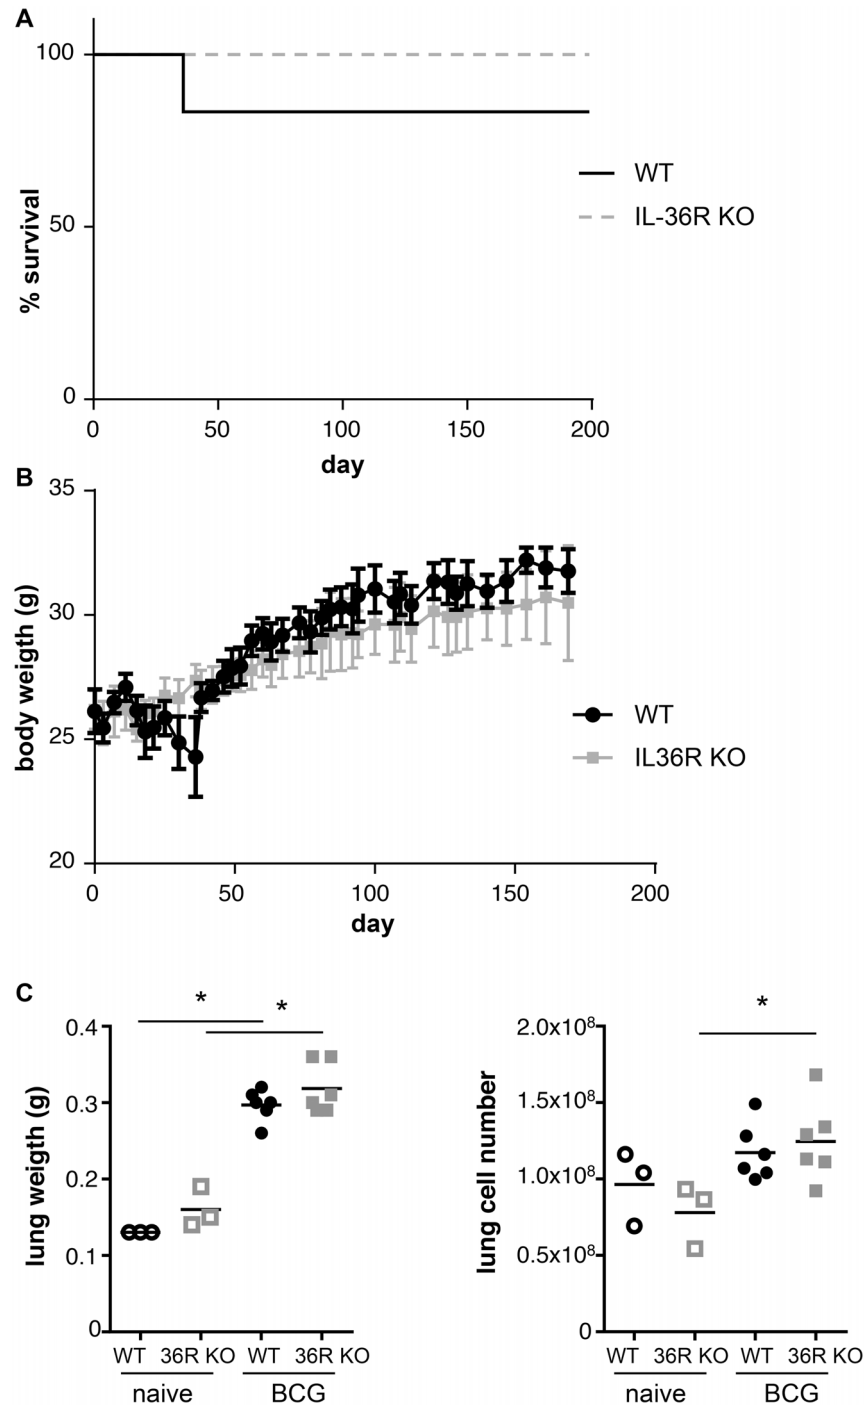 A
100
50
0
% survival
WT
IL-36R KO
0 50 100 150 200
day
B
35
30
25
20
body weigth (g)
WT
IL36R KO
0 50 100 150 200
day
C
* *
0.4
0.3
0.2
0.1
0
lung weigth (g)
WT 36R KO WT 36R KO
naive BCG
*
2.0x10⁸
1.5x10⁸
1.0x10⁸
0.5x10⁸
0
lung cell number
WT 36R KO WT 36R KO
naive BCG